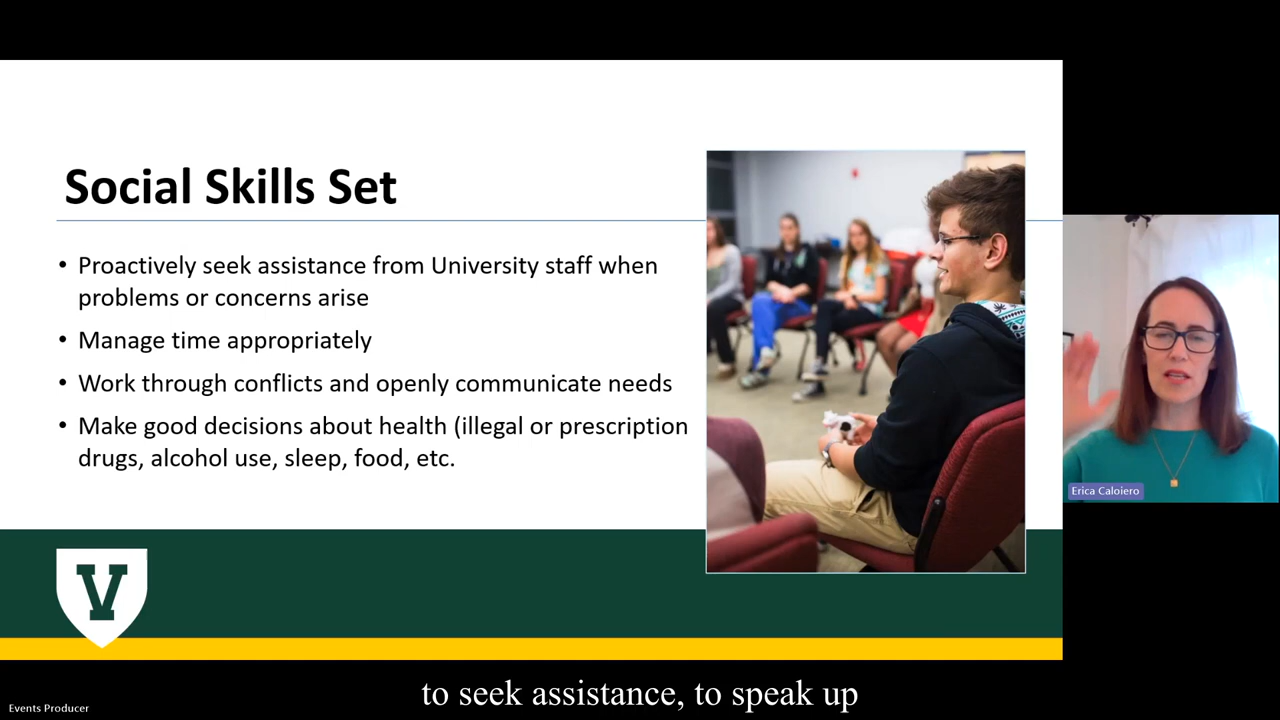 Social Skills Set
• Proactively seek assistance from University staff when
problems or concerns arise
• Manage time appropriately
• Work through conflicts and openly communicate needs
• Make good decisions about health (illegal or prescription
drugs, alcohol use, sleep, food, etc.
V
Erica Caloiero
to seek assistance, to speak up
Events Producer